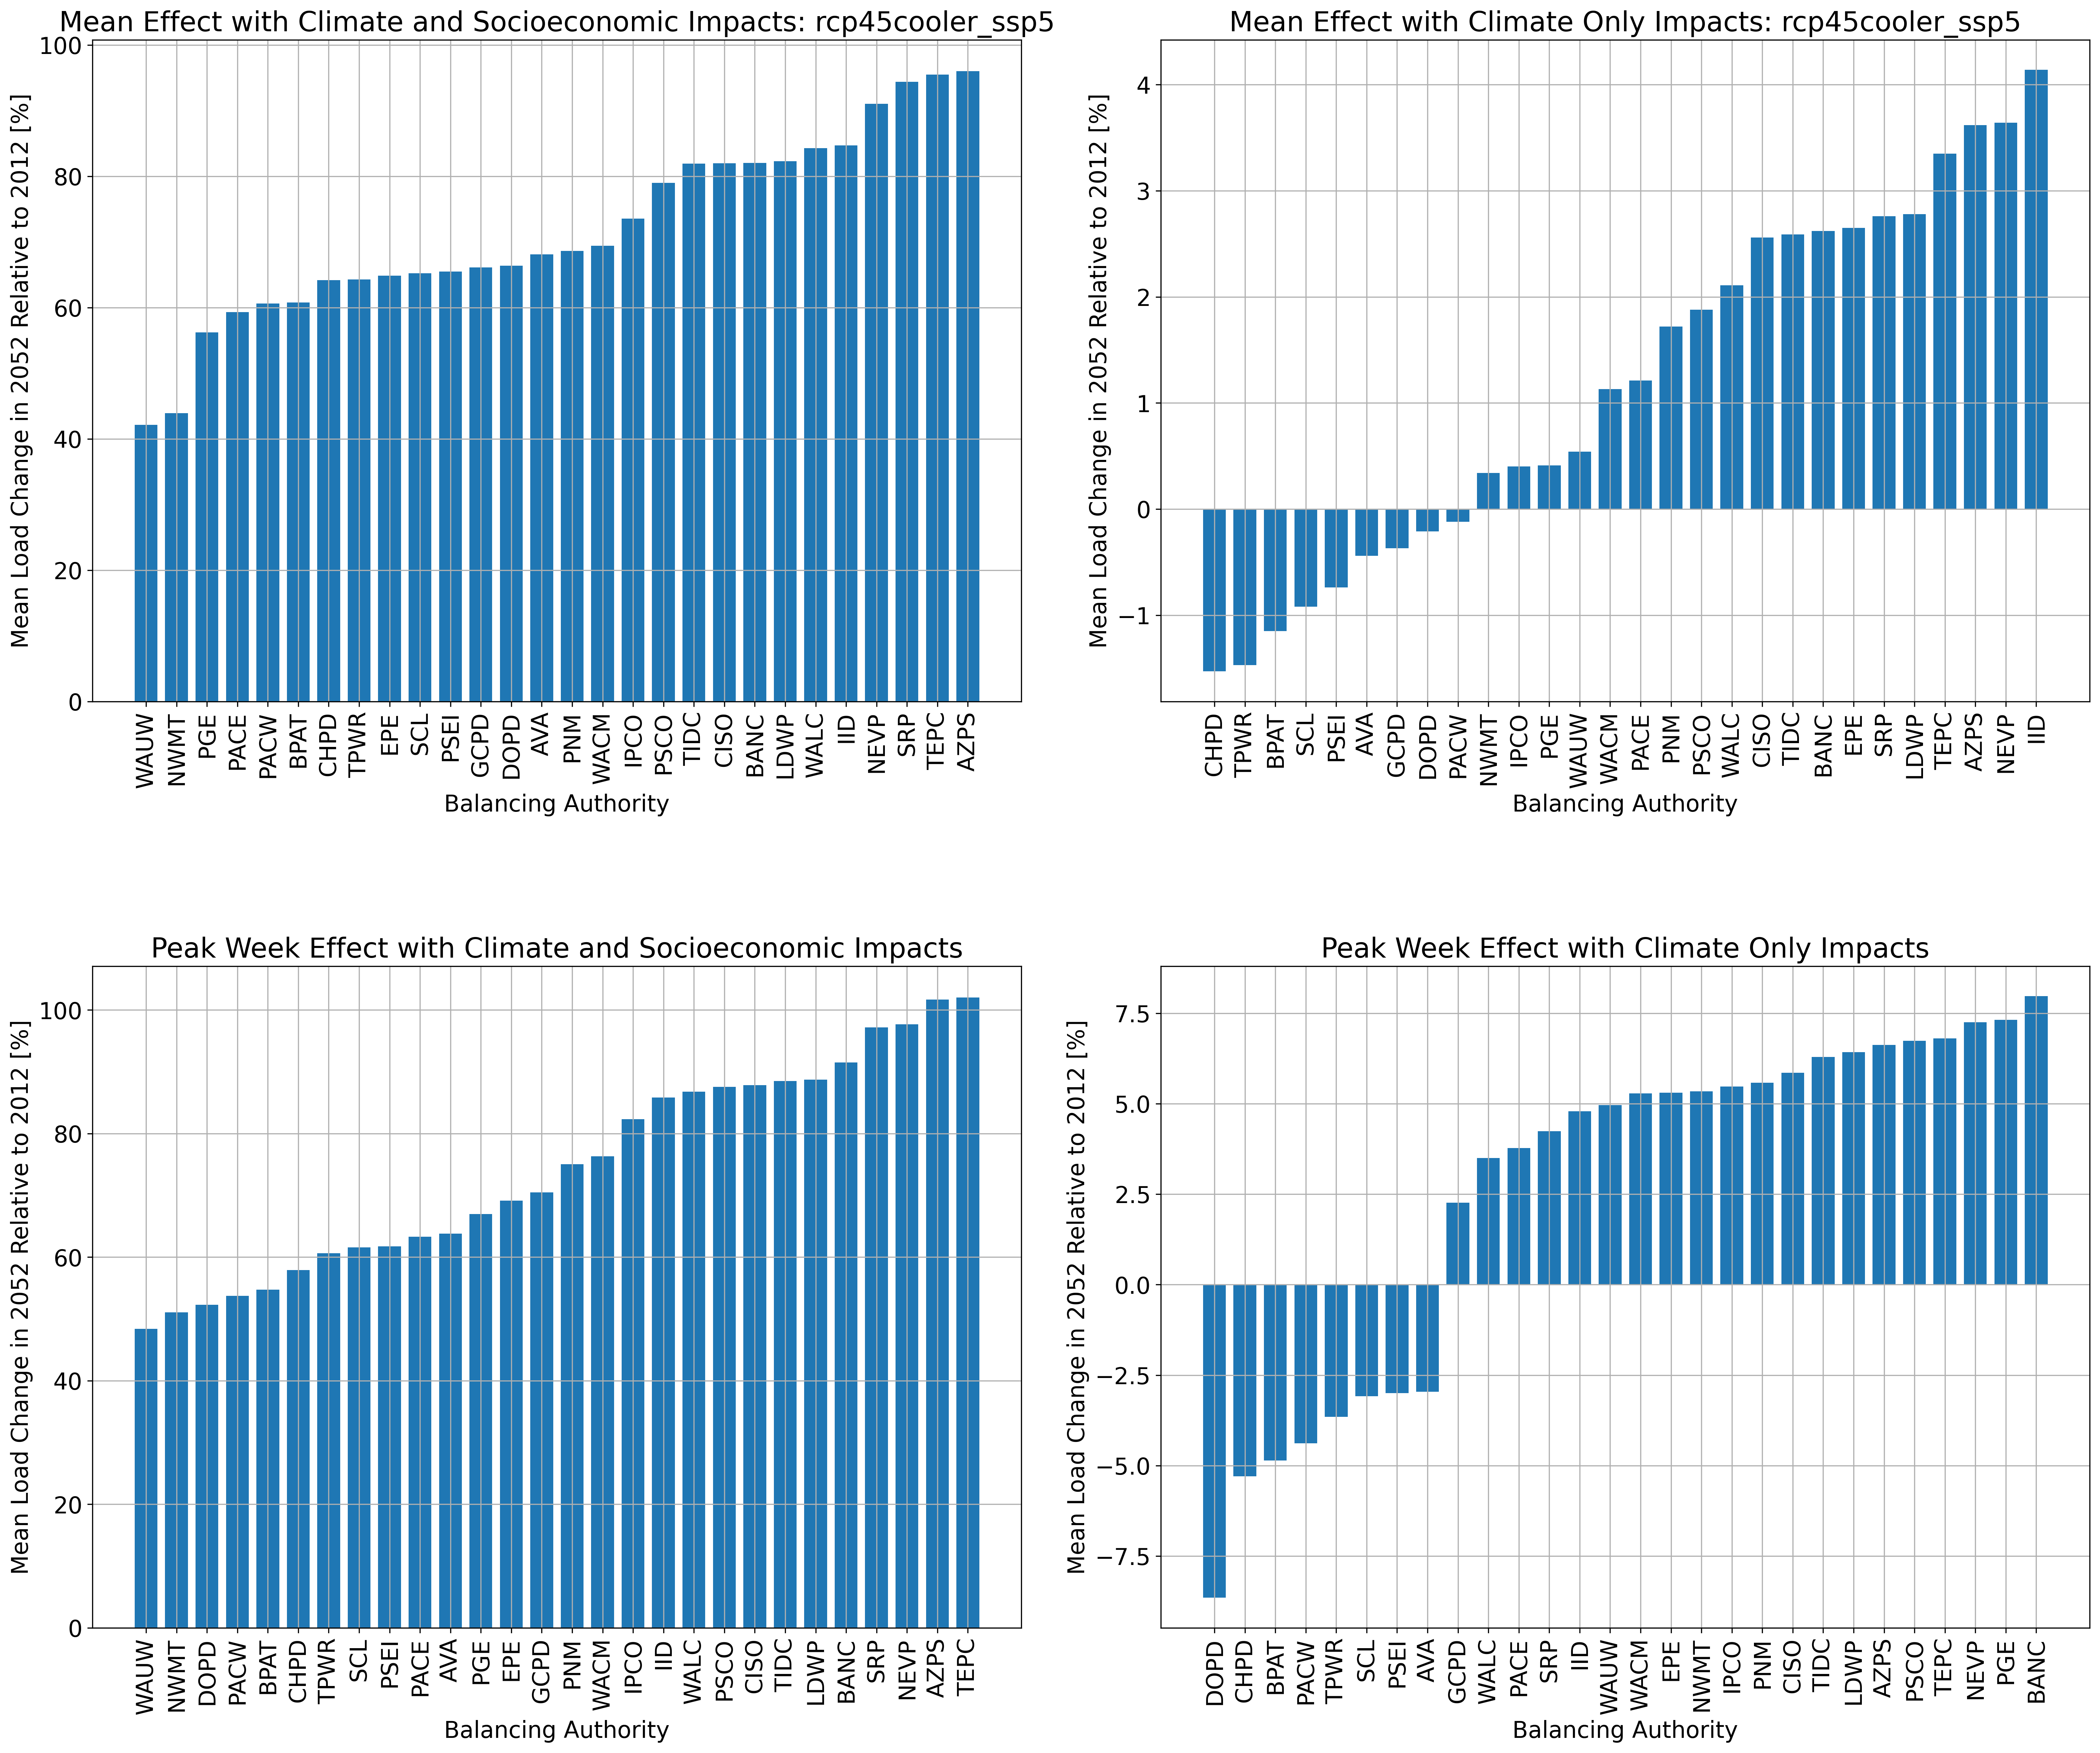 Mean Effect with Climate and Socioeconomic Impacts: rcp45cooler_ssp5
Mean Load Change in 2052 Relative to 2012 [%]
100
80
60
40
20
0
WAUW NWMT PGE PACE PACW BPAT CHPD TPWR EPE SCL PSEI GCPD DOPD AVA PNM WACM IPCO PSCO TIDC CISO BANC LDWP WALC IID NEVP SRP TEPC AZPS
Balancing Authority
Mean Effect with Climate Only Impacts: rcp45cooler_ssp5
Mean Load Change in 2052 Relative to 2012 [%]
4
3
2
1
0
−1
CHPD TPWR BPAT SCL PSEI AVA GCPD DOPD PACW NWMT IPCO PGE WAUW WACM PACE PNM PSCO WALC CISO TIDC BANC EPE SRP LDWP TEPC AZPS NEVP IID
Balancing Authority
Peak Week Effect with Climate and Socioeconomic Impacts
Mean Load Change in 2052 Relative to 2012 [%]
100
80
60
40
20
0
WAUW NWMT DOPD PACW BPAT CHPD TPWR SCL PSEI PACE AVA PGE EPE GCPD PNM WACM IPCO IID WALC PSCO CISO TIDC LDWP BANC SRP NEVP AZPS TEPC
Balancing Authority
Peak Week Effect with Climate Only Impacts
Mean Load Change in 2052 Relative to 2012 [%]
7.5
5.0
2.5
0.0
−2.5
−5.0
−7.5
DOPD CHPD BPAT PACW TPWR SCL PSEI AVA GCPD WALC PACE SRP IID WAUW WACM EPE NWMT IPCO PNM CISO TIDC LDWP AZPS PSCO TEPC NEVP PGE BANC
Balancing Authority